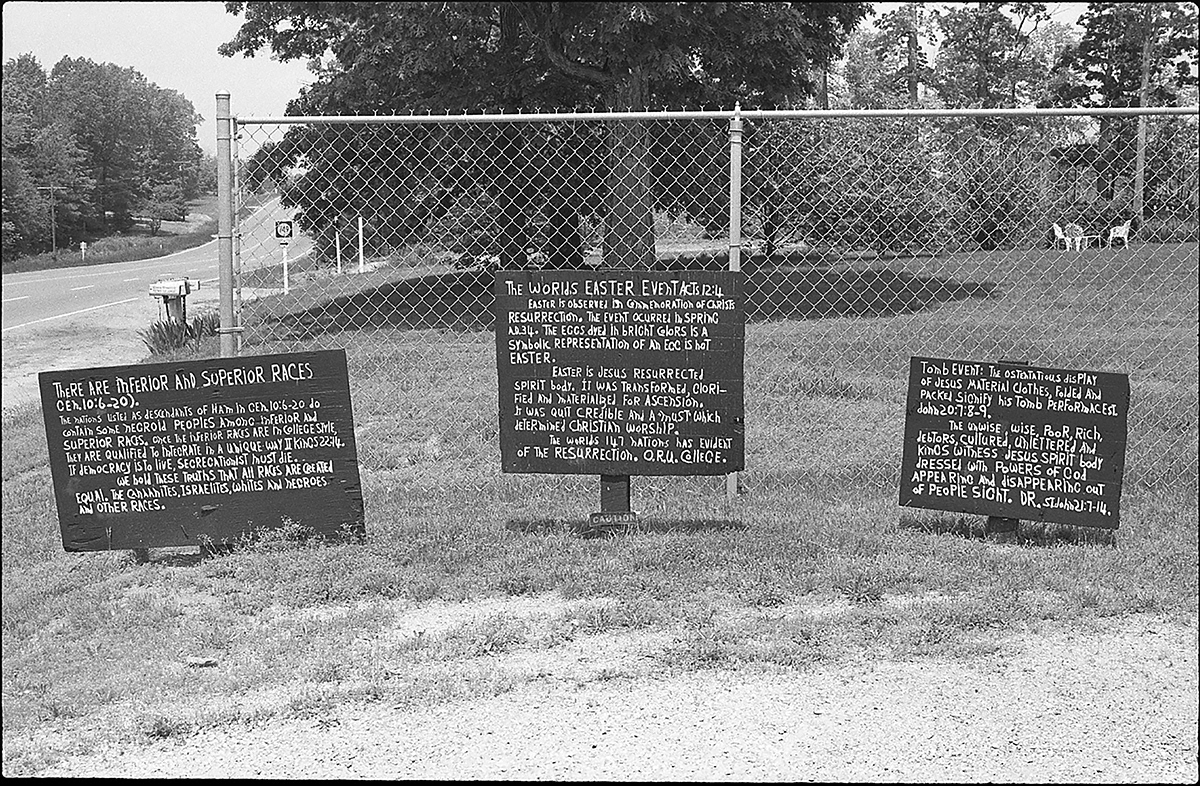 THERE ARE INFERIOR AND SUPERIOR RACES
GEN.10:6-20).
THE NATIONS LISTED AS DESCENDANTS OF HAM IN GEN.10:6-20 DO
CONTAIN SOME NEGROID PEOPLES AMONG INFERIOR AND
SUPERIOR RACES. ONCE THE INFERIOR RACES ARE IN COLLEGE STYLE,
THEY ARE QUALIFIED TO INTEGRATE IN A UNIQUE WAY II KINGS 22:14.
IF DEMOCRACY IS TO LIVE, SEGREGATIONIST MUST DIE.
WE HOLD THESE TRUTHS THAT ALL RACES ARE CREATED
EQUAL. THE CANAANITES, ISRAELITES, WHITES AND NEGROES
AND OTHER RACES.
THE WORLDS EASTER EVENT ACTS 12:4
EASTER IS OBSERVED IN COMMEMORATION OF CHRISTS
RESURRECTION. THE EVENT OCURRED IN SPRING
A.D.34. THE EGGS DYED IN BRIGHT COLORS IS A
SYMBOLIC REPRESENTATION OF AN EGG IS NOT
EASTER.
EASTER IS JESUS RESURRECTED
SPIRIT BODY. IT WAS TRANSFORMED, GLORI-
FIED AND MATERIALIZED FOR ASCENSION.
IT WAS QUIT CREDIBLE AND A "MUST WHICH
DETERMINED CHRISTIAN WORSHIP.
THE WORLDS 147 NATIONS HAS EVIDENT
OF THE RESURRECTION. O.R.U. COLLEGE.
CAUTION
TOMB EVENT: THE OSTENTATIOUS DISPLAY
OF JESUS MATERIAL CLOTHES, FOLDED AND
PACKED SIGNIFY HIS TOMB PERFORMACE ST.
JOHN 20:7:8-9.
THE UNWISE, WISE, POOR, RICH,
DEBTORS, CULTURED, UNLETTERED AND
KINGS WITNESS JESUS SPIRIT BODY
DRESSED WITH POWERS OF GOD
APPEARING AND DISAPPEARING OUT
OF PEOPLE SIGHT. DR. ST JOHN 21:7-14.